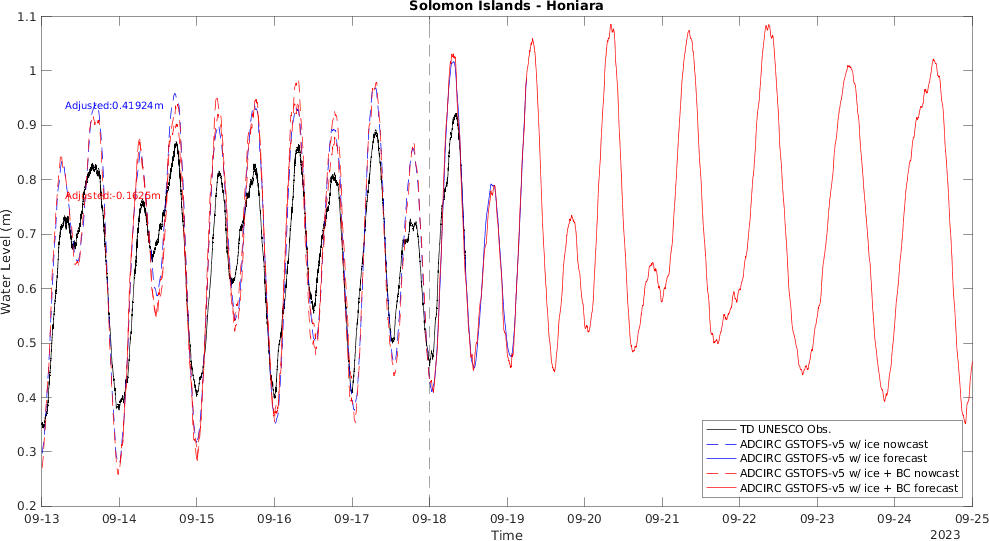 Solomon Islands - Honiara
1.1
1
0.9
0.8
0.7
0.6
0.5
0.4
0.3
0.2
Water Level (m)
Adjusted:0.41924m
Adjusted:-0.1625m
TD UNESCO Obs.
ADCIRC GSTOFS-v5 w/ ice nowcast
ADCIRC GSTOFS-v5 w/ ice forecast
ADCIRC GSTOFS-v5 w/ ice + BC nowcast
ADCIRC GSTOFS-v5 w/ ice + BC forecast
09-13 09-14 09-15 09-16 09-17 09-18 09-19 09-20 09-21 09-22 09-23 09-24 09-25
Time
2023